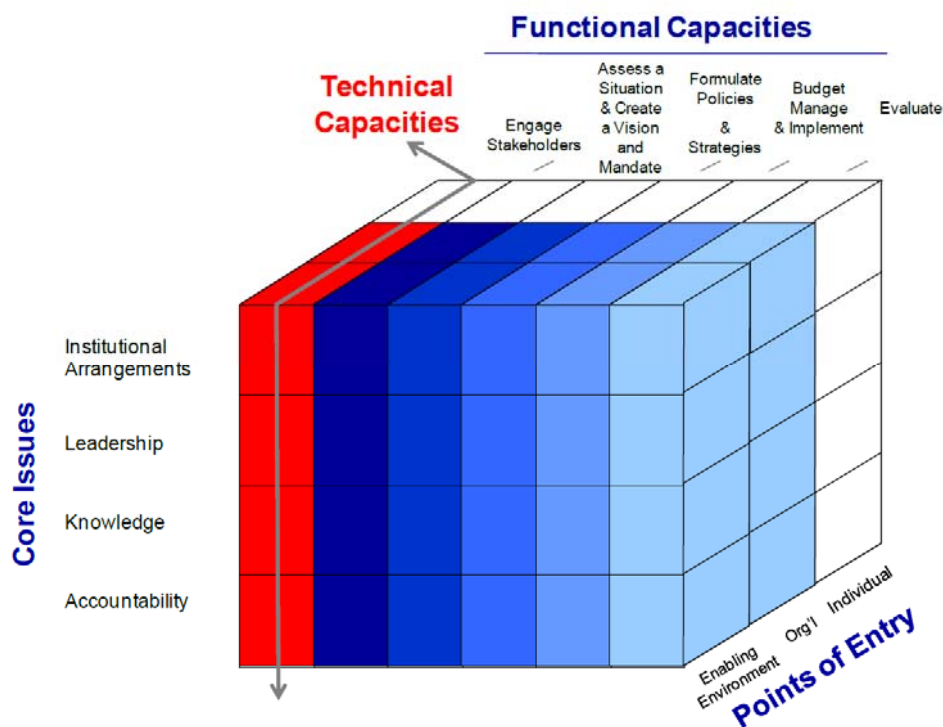 Functional Capacities
Technical
Capacities
Engage
Stakeholders
Assess a
Situation
& Create
a Vision
and
Mandate
Formulate
Policies
&
Strategies
Budget
Manage
& Implement
Evaluate
Core Issues
Institutional
Arrangements
Leadership
Knowledge
Accountability
Enabling
Environment
Org'l
Individual
Points of Entry